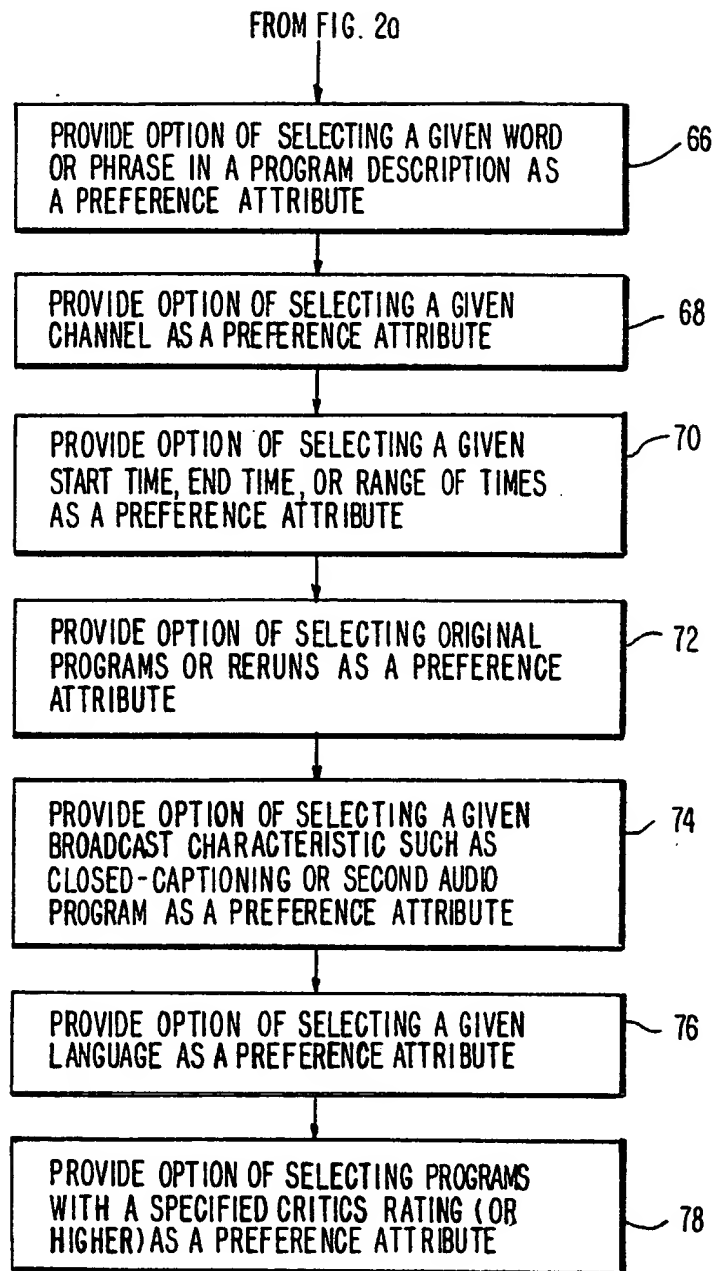 FROM FIG. 2a
PROVIDE OPTION OF SELECTING A GIVEN WORD
OR PHRASE IN A PROGRAM DESCRIPTION AS
A PREFERENCE ATTRIBUTE
66
PROVIDE OPTION OF SELECTING A GIVEN
CHANNEL AS A PREFERENCE ATTRIBUTE
68
PROVIDE OPTION OF SELECTING A GIVEN
START TIME, END TIME, OR RANGE OF TIMES
AS A PREFERENCE ATTRIBUTE
70
PROVIDE OPTION OF SELECTING ORIGINAL
PROGRAMS OR RERUNS AS A PREFERENCE
ATTRIBUTE
72
PROVIDE OPTION OF SELECTING A GIVEN
BROADCAST CHARACTERISTIC SUCH AS
CLOSED-CAPTIONING OR SECOND AUDIO
PROGRAM AS A PREFERENCE ATTRIBUTE
74
PROVIDE OPTION OF SELECTING A GIVEN
LANGUAGE AS A PREFERENCE ATTRIBUTE
76
PROVIDE OPTION OF SELECTING PROGRAMS
WITH A SPECIFIED CRITICS RATING (OR
HIGHER) AS A PREFERENCE ATTRIBUTE
78